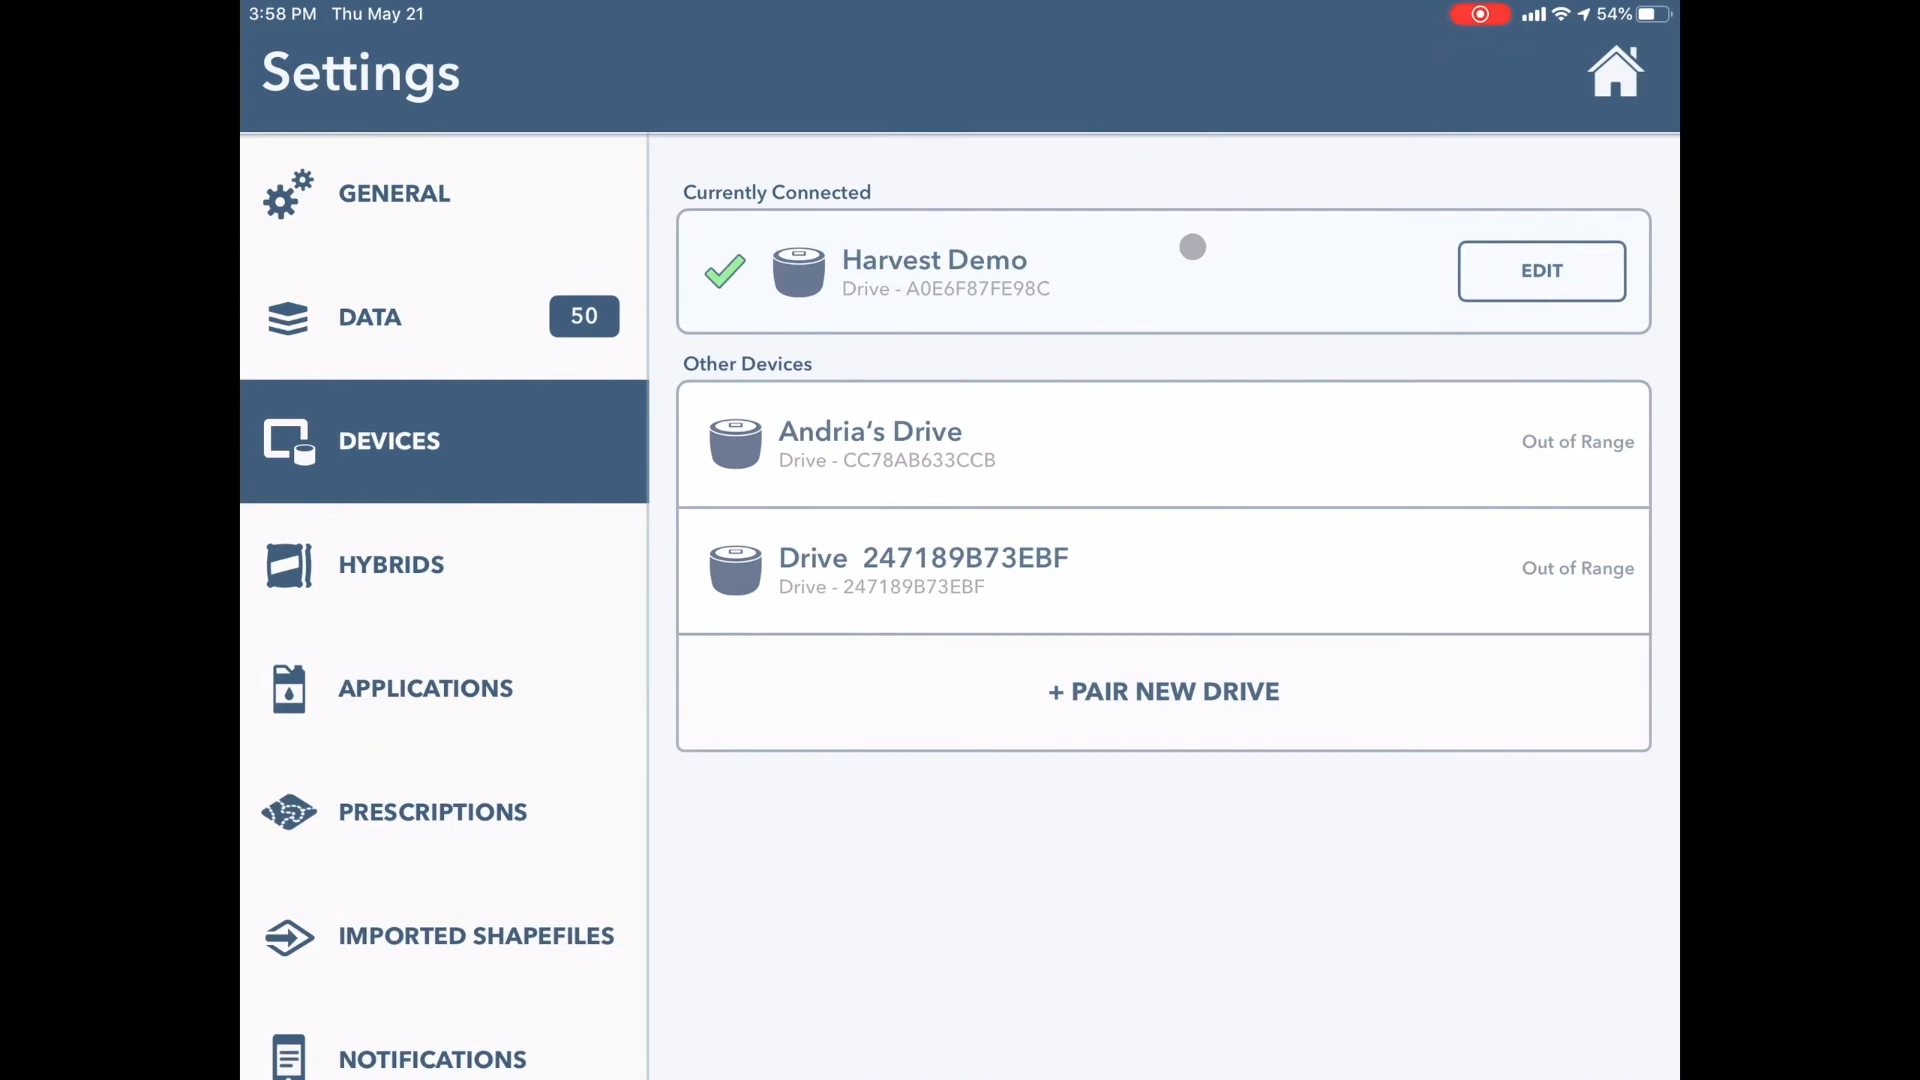 3:58 PM Thu May 21
54%
Settings
GENERAL
DATA 50
DEVICES
HYBRIDS
APPLICATIONS
PRESCRIPTIONS
IMPORTED SHAPEFILES
NOTIFICATIONS
Currently Connected
Harvest Demo
Drive - A0E6F87FE98C
EDIT
Other Devices
Andria‘s Drive
Drive - CC78AB633CCB
Out of Range
Drive 247189B73EBF
Drive - 247189B73EBF
Out of Range
+ PAIR NEW DRIVE